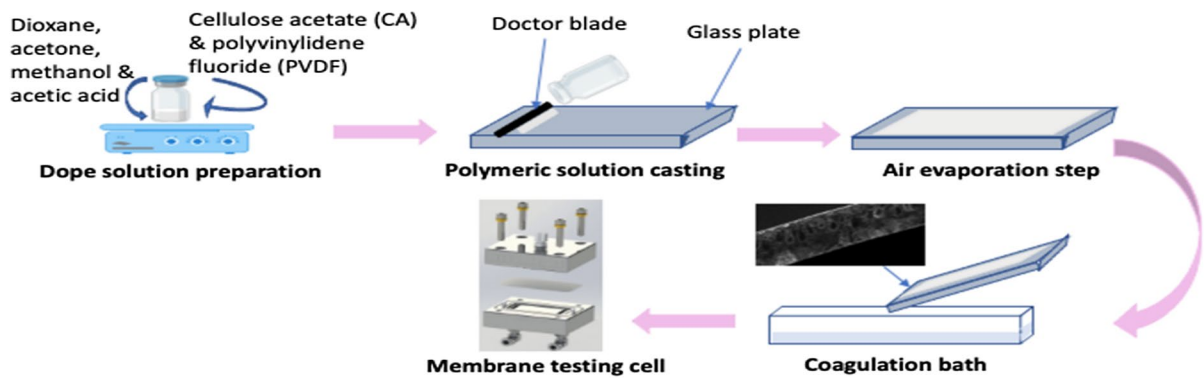 Dioxane,
acetone,
methanol &
acetic acid
Cellulose acetate (CA)
& polyvinylidene
fluoride (PVDF)
Dope solution preparation
Doctor blade
Glass plate
Polymeric solution casting
Air evaporation step
Membrane testing cell
Coagulation bath